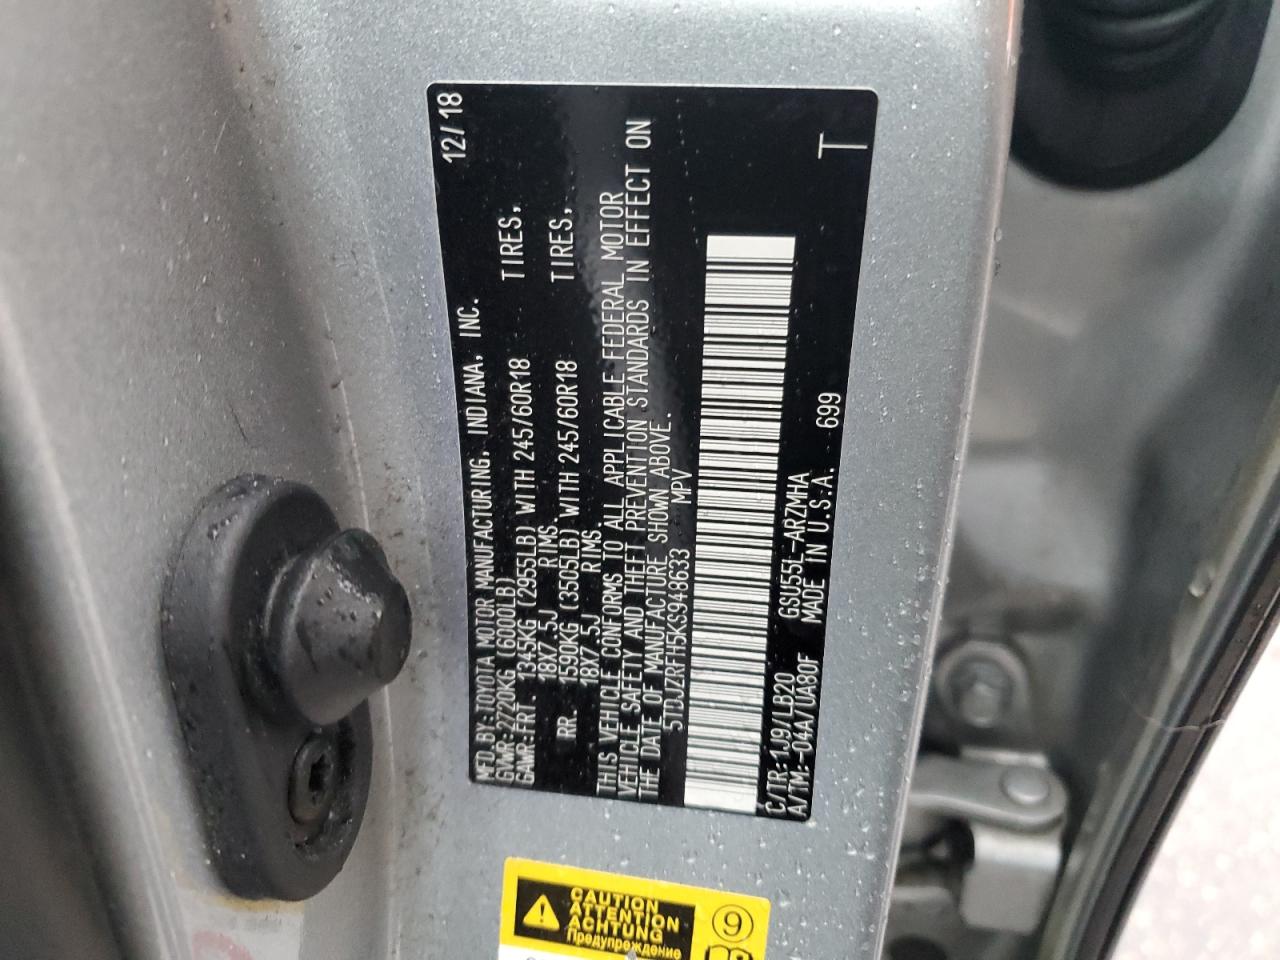 MFD.BY:TOYOTA MOTOR MANUFACTURING, INDIANA, INC. 12/18
GVWR:2720KG (6000LB)
GAWR:FRT 1345KG (2955LB) WITH 245/60R18 TIRES,
18X7.5J RIMS.
RR 1590KG (3505LB) WITH 245/60R18 TIRES,
18X7.5J RIMS.
THIS VEHICLE CONFORMS TO ALL APPLICABLE FEDERAL MOTOR
VEHICLE SAFETY AND THEFT PREVENTION STANDARDS IN EFFECT ON
THE DATE OF MANUFACTURE SHOWN ABOVE.
5TDJZRFH5KS948633 MPV
C/TR:1J9/LB20 GSU55L-ARZMHA
A/TM:-04A/UA80F MADE IN U.S.A. 699
T
CAUTION
ATTENTION
ACHTUNG
Предупреждение
9